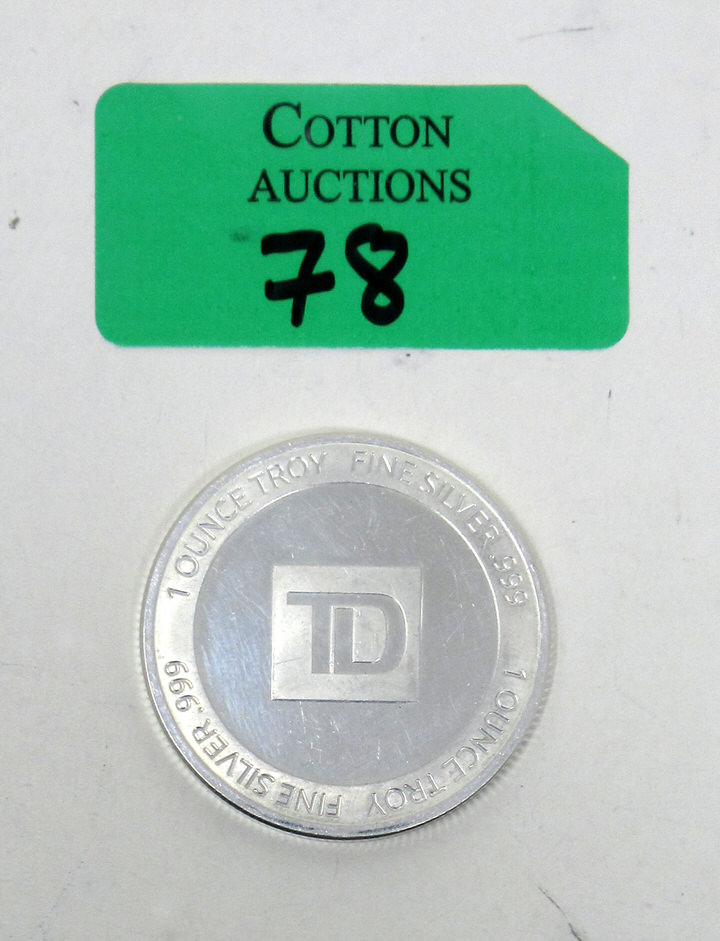 COTTON
AUCTIONS
78
1 OUNCE TROY FINE SILVER .999
TD
1 OUNCE TROY FINE SILVER .999